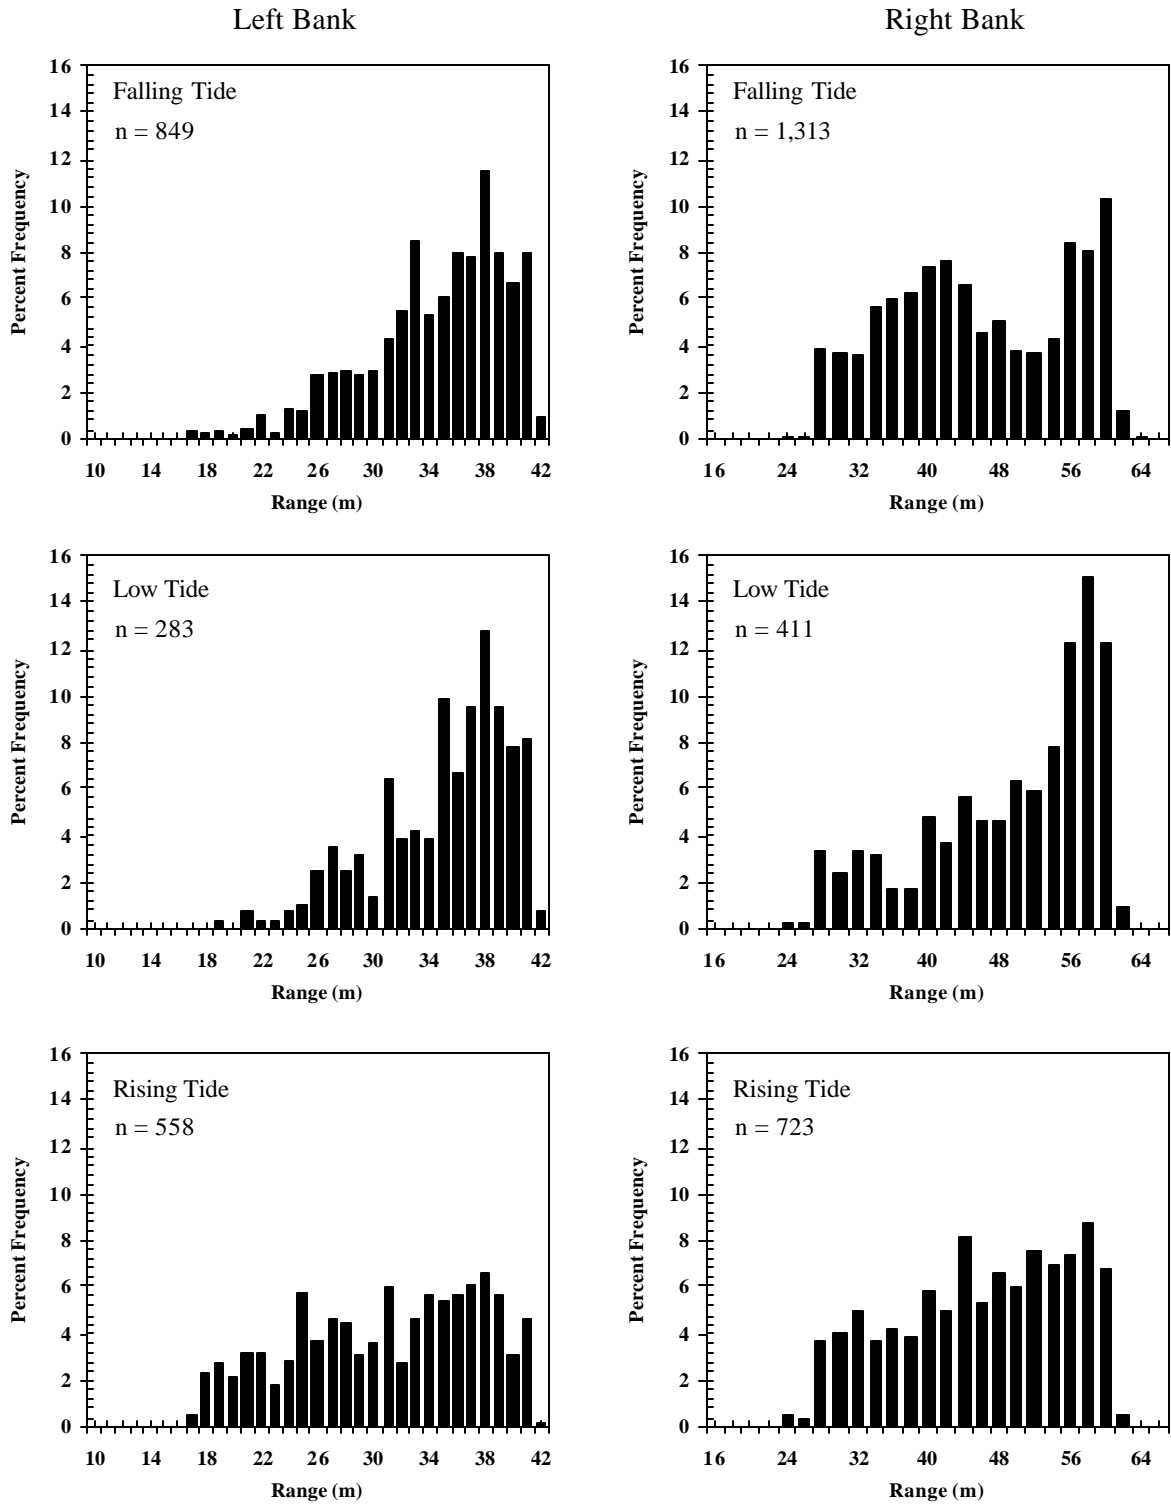 Left Bank
Right Bank
Falling Tide
n = 849
Percent Frequency
16
14
12
10
8
6
4
2
0
10 14 18 22 26 30 34 38 42
Range (m)
Falling Tide
n = 1,313
Percent Frequency
16
14
12
10
8
6
4
2
0
16 24 32 40 48 56 64
Range (m)
Low Tide
n = 283
Percent Frequency
16
14
12
10
8
6
4
2
0
10 14 18 22 26 30 34 38 42
Range (m)
Low Tide
n = 411
Percent Frequency
16
14
12
10
8
6
4
2
0
16 24 32 40 48 56 64
Range (m)
Rising Tide
n = 558
Percent Frequency
16
14
12
10
8
6
4
2
0
10 14 18 22 26 30 34 38 42
Range (m)
Rising Tide
n = 723
Percent Frequency
16
14
12
10
8
6
4
2
0
16 24 32 40 48 56 64
Range (m)